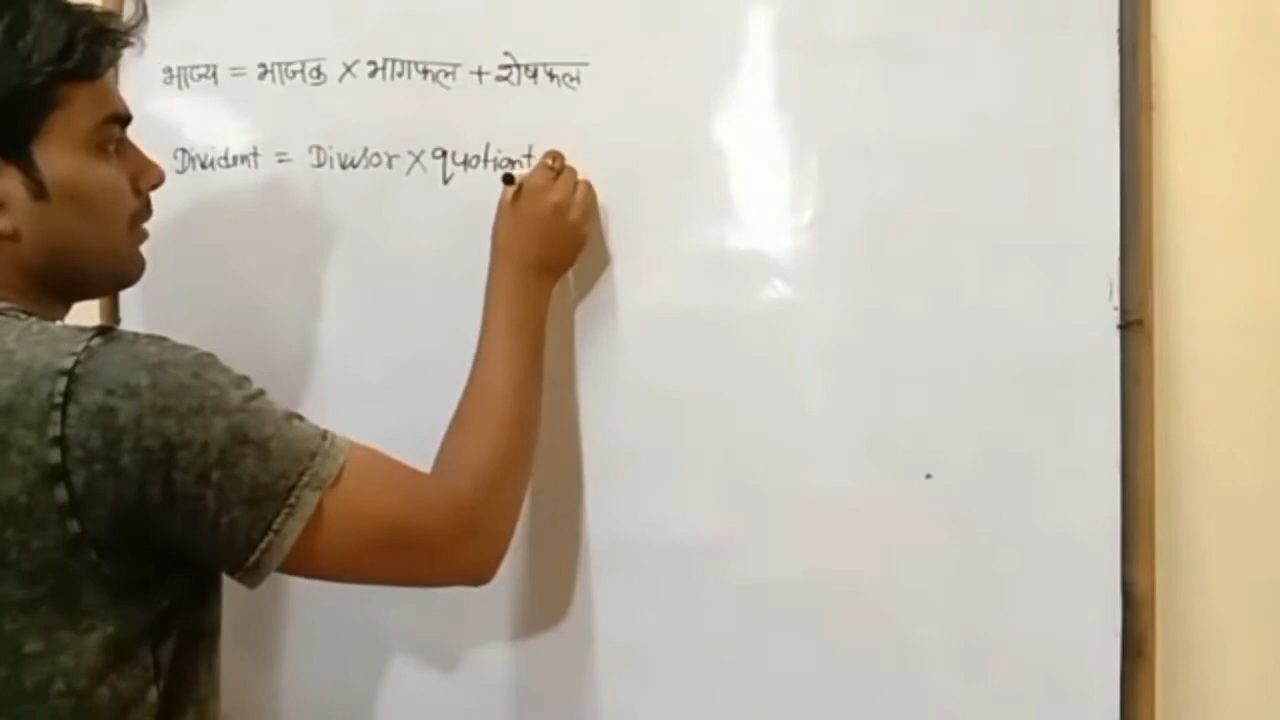 भाज्य = भाजक × भागफल + शेषफल
Divident = Divisor × quotient